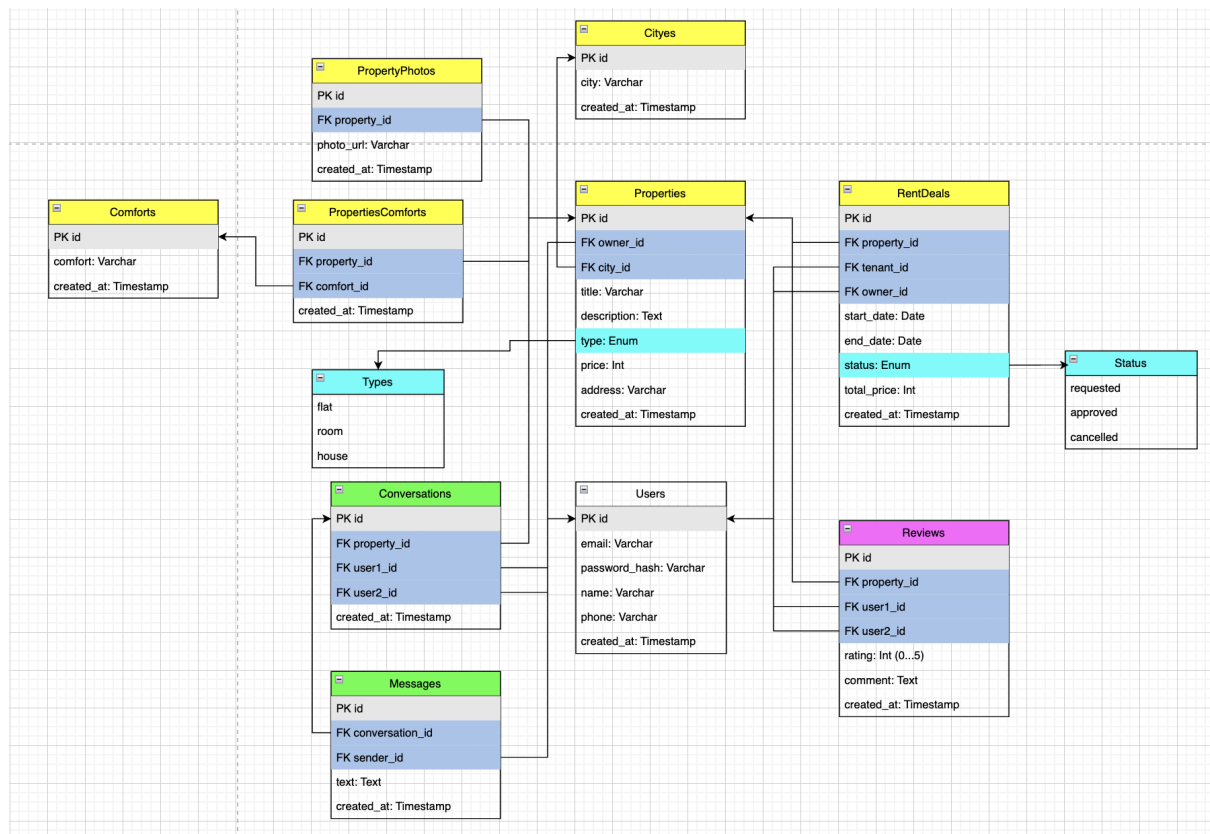 Cityes
PK id
city: Varchar
created_at: Timestamp
PropertyPhotos
PK id
FK property_id
photo_url: Varchar
created_at: Timestamp
Comforts
PK id
comfort: Varchar
created_at: Timestamp
PropertiesComforts
PK id
FK property_id
FK comfort_id
created_at: Timestamp
Properties
PK id
FK owner_id
FK city_id
title: Varchar
description: Text
type: Enum
price: Int
address: Varchar
created_at: Timestamp
RentDeals
PK id
FK property_id
FK tenant_id
FK owner_id
start_date: Date
end_date: Date
status: Enum
total_price: Int
created_at: Timestamp
Status
requested
approved
cancelled
Types
flat
room
house
Conversations
PK id
FK property_id
FK user1_id
FK user2_id
created_at: Timestamp
Users
PK id
email: Varchar
password_hash: Varchar
name: Varchar
phone: Varchar
created_at: Timestamp
Reviews
PK id
FK property_id
FK user1_id
FK user2_id
rating: Int (0...5)
comment: Text
created_at: Timestamp
Messages
PK id
FK conversation_id
FK sender_id
text: Text
created_at: Timestamp